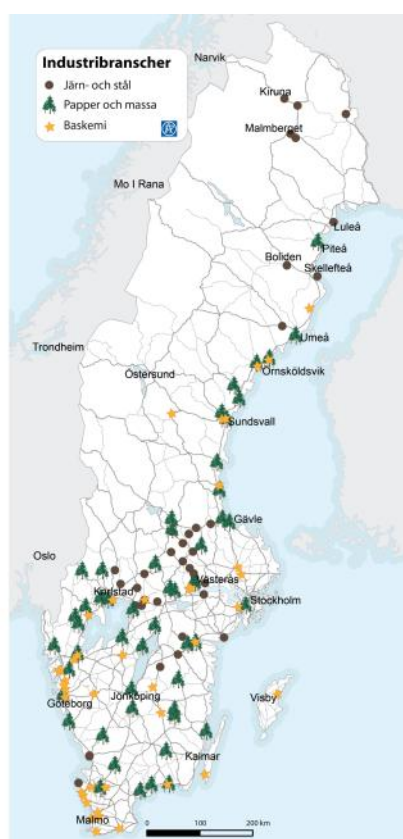 Industribranscher
Järn- och stål
Papper och massa
Baskemi
Narvik
Kiruna
Malmberget
Mo I Rana
Luleå
Piteå
Boliden
Skellefteå
Umeå
Trondheim
Östersund
Örnsköldsvik
Sundsvall
Gävle
Oslo
Karlstad
Västerås
Stockholm
Göteborg
Jönköping
Visby
Kalmar
Malmö
0 100 200 km